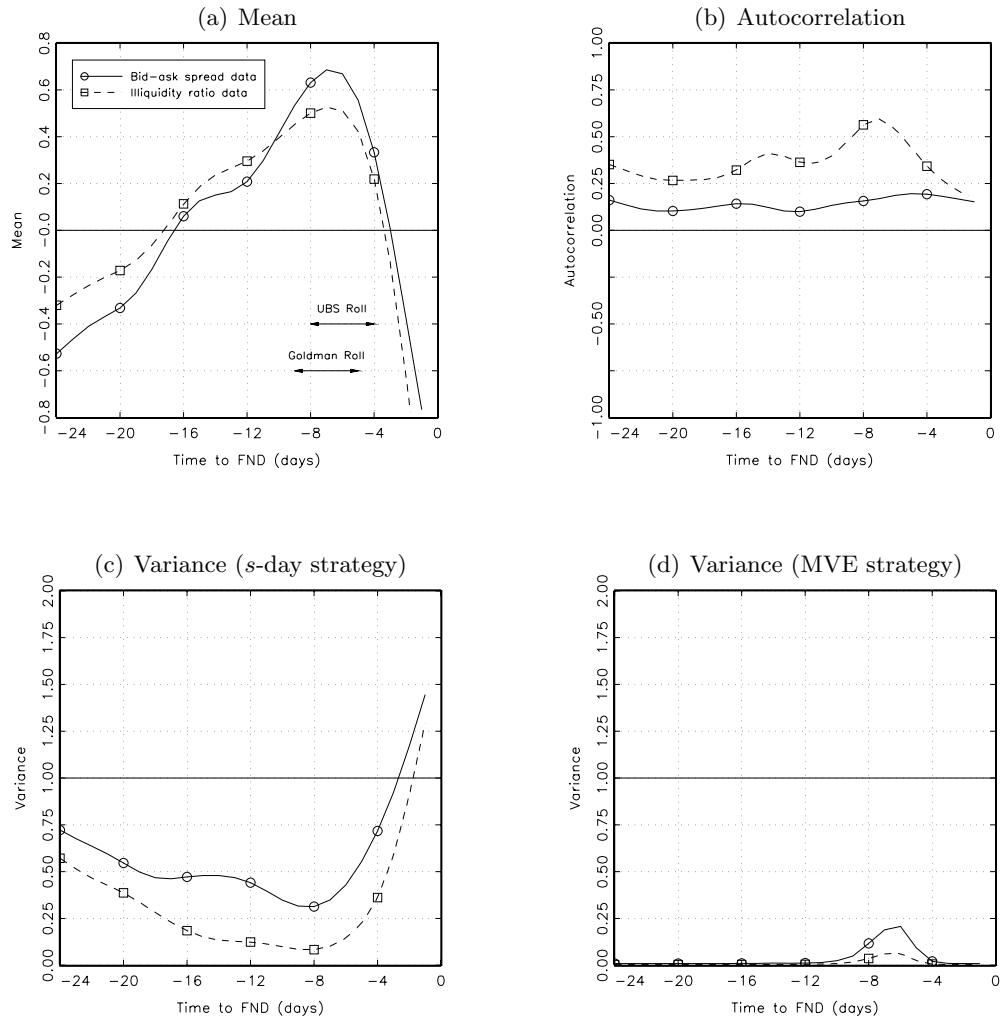 (a) Mean
0.8
0.6
0.4
0.2
−0.0
−0.2
−0.4
−0.6
−0.8
Mean
Bid−ask spread data
Illiquidity ratio data
UBS Roll
Goldman Roll
−24 −20 −16 −12 −8 −4 0
Time to FND (days)
(b) Autocorrelation
1.00
0.75
0.50
0.25
0.00
−0.50
−1.00
Autocorrelation
−24 −20 −16 −12 −8 −4 0
Time to FND (days)
(c) Variance (s-day strategy)
2.00
1.75
1.50
1.25
1.00
0.75
0.50
0.25
0.00
Variance
−24 −20 −16 −12 −8 −4 0
Time to FND (days)
(d) Variance (MVE strategy)
2.00
1.75
1.50
1.25
1.00
0.75
0.50
0.25
0.00
Variance
−24 −20 −16 −12 −8 −4 0
Time to FND (days)